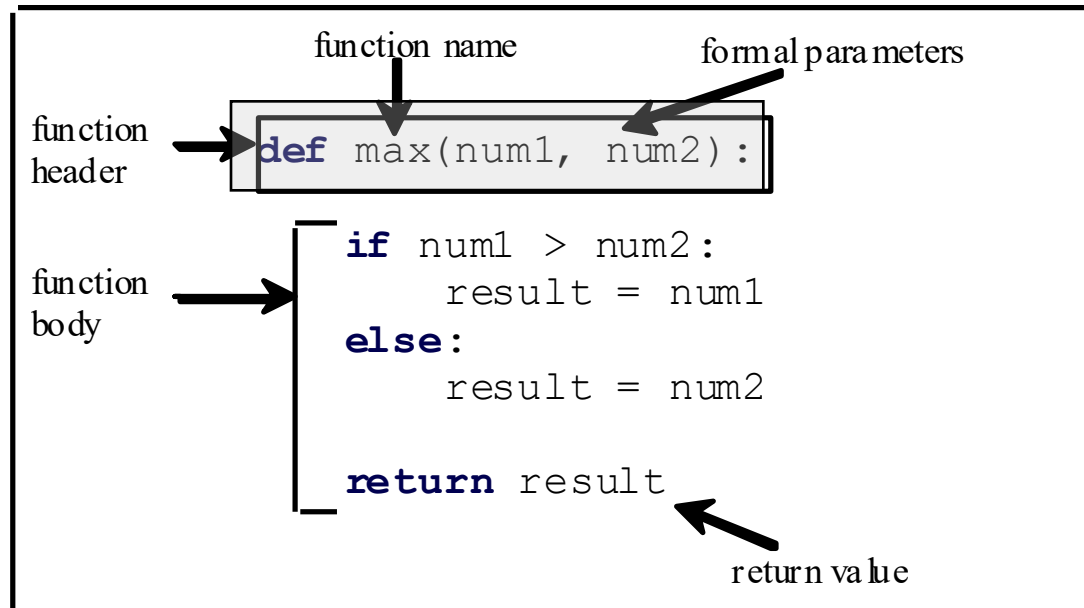 function name
formal parameters
function
header
def max(num1, num2):
if num1 > num2:
function
body
result = num1
else:
result = num2
return result
return value